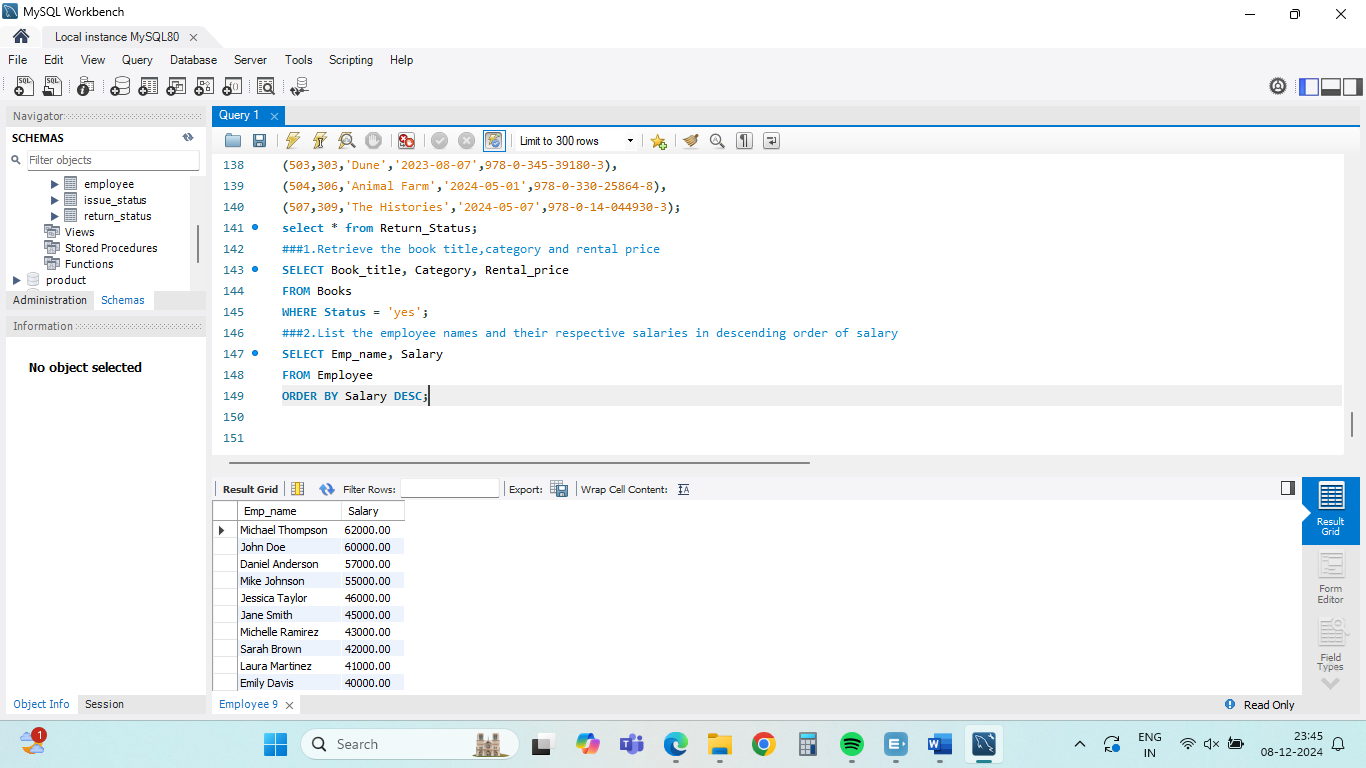 MySQL Workbench
Local instance MySQL80
File Edit View Query Database Server Tools Scripting Help
Navigator
SCHEMAS
Filter objects
employee
issue_status
return_status
Views
Stored Procedures
Functions
product
Administration Schemas
Information
No object selected
Object Info Session
Query 1
Limit to 300 rows
138 (503,303,'Dune','2023-08-07',978-0-345-39180-3),
139 (504,306,'Animal Farm','2024-05-01',978-0-330-25864-8),
140 (507,309,'The Histories','2024-05-07',978-0-14-044930-3);
141 select * from Return_Status;
142 ###1.Retrieve the book title,category and rental price
143 SELECT Book_title, Category, Rental_price
144 FROM Books
145 WHERE Status = 'yes';
146 ###2.List the employee names and their respective salaries in descending order of salary
147 SELECT Emp_name, Salary
148 FROM Employee
149 ORDER BY Salary DESC;
150
151
Result Grid Filter Rows: Export: Wrap Cell Content:
Emp_name Salary
Michael Thompson 62000.00
John Doe 60000.00
Daniel Anderson 57000.00
Mike Johnson 55000.00
Jessica Taylor 46000.00
Jane Smith 45000.00
Michelle Ramirez 43000.00
Sarah Brown 42000.00
Laura Martinez 41000.00
Emily Davis 40000.00
Result
Grid
Form
Editor
Field
Types
Employee 9
Read Only
1
Search
ENG
IN
23:45
08-12-2024